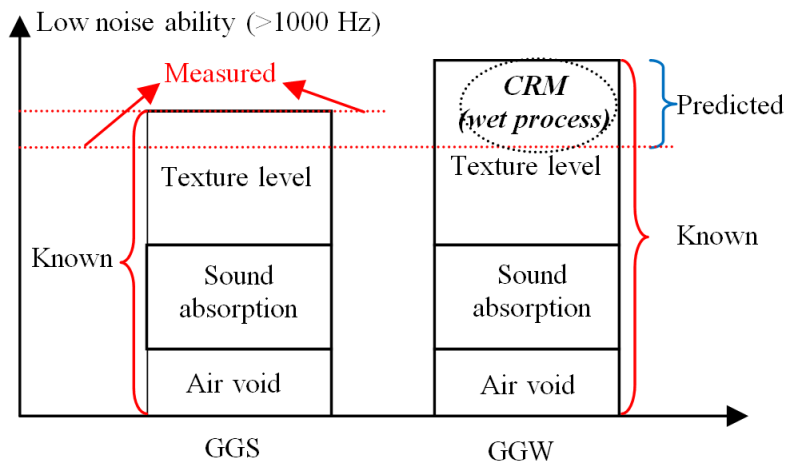 Low noise ability (>1000 Hz)
Measured
CRM
(wet process)
Predicted
Texture level
Texture level
Known
Known
Sound
absorption
Sound
absorption
Air void
Air void
GGS
GGW